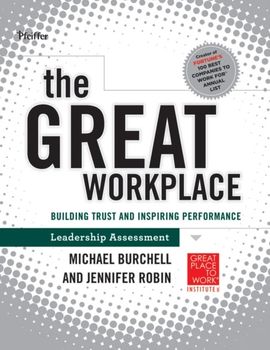 Pfeiffer
Creator of
FORTUNE'S
100 BEST
COMPANIES TO
WORK FOR®
ANNUAL
LIST
the
GREAT
WORKPLACE
BUILDING TRUST AND INSPIRING PERFORMANCE
Leadership Assessment
MICHAEL BURCHELL
AND JENNIFER ROBIN
GREAT
PLACE
TO
WORK®
INSTITUTE